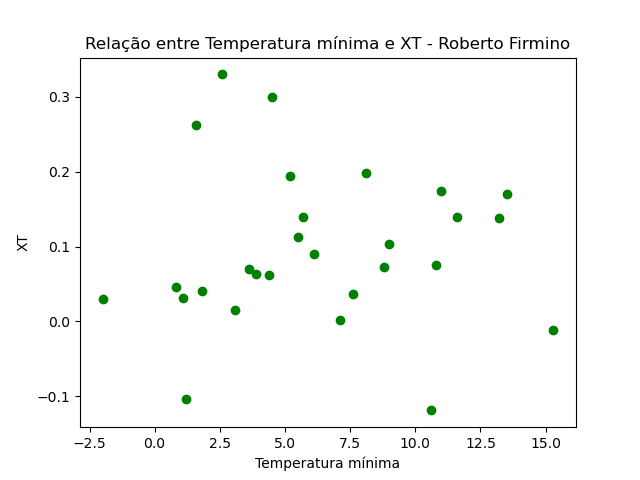 Relação entre Temperatura mínima e XT - Roberto Firmino
0.3
0.2
XT
0.1
0.0
−0.1
−2.5 0.0 2.5 5.0 7.5 10.0 12.5 15.0
Temperatura mínima